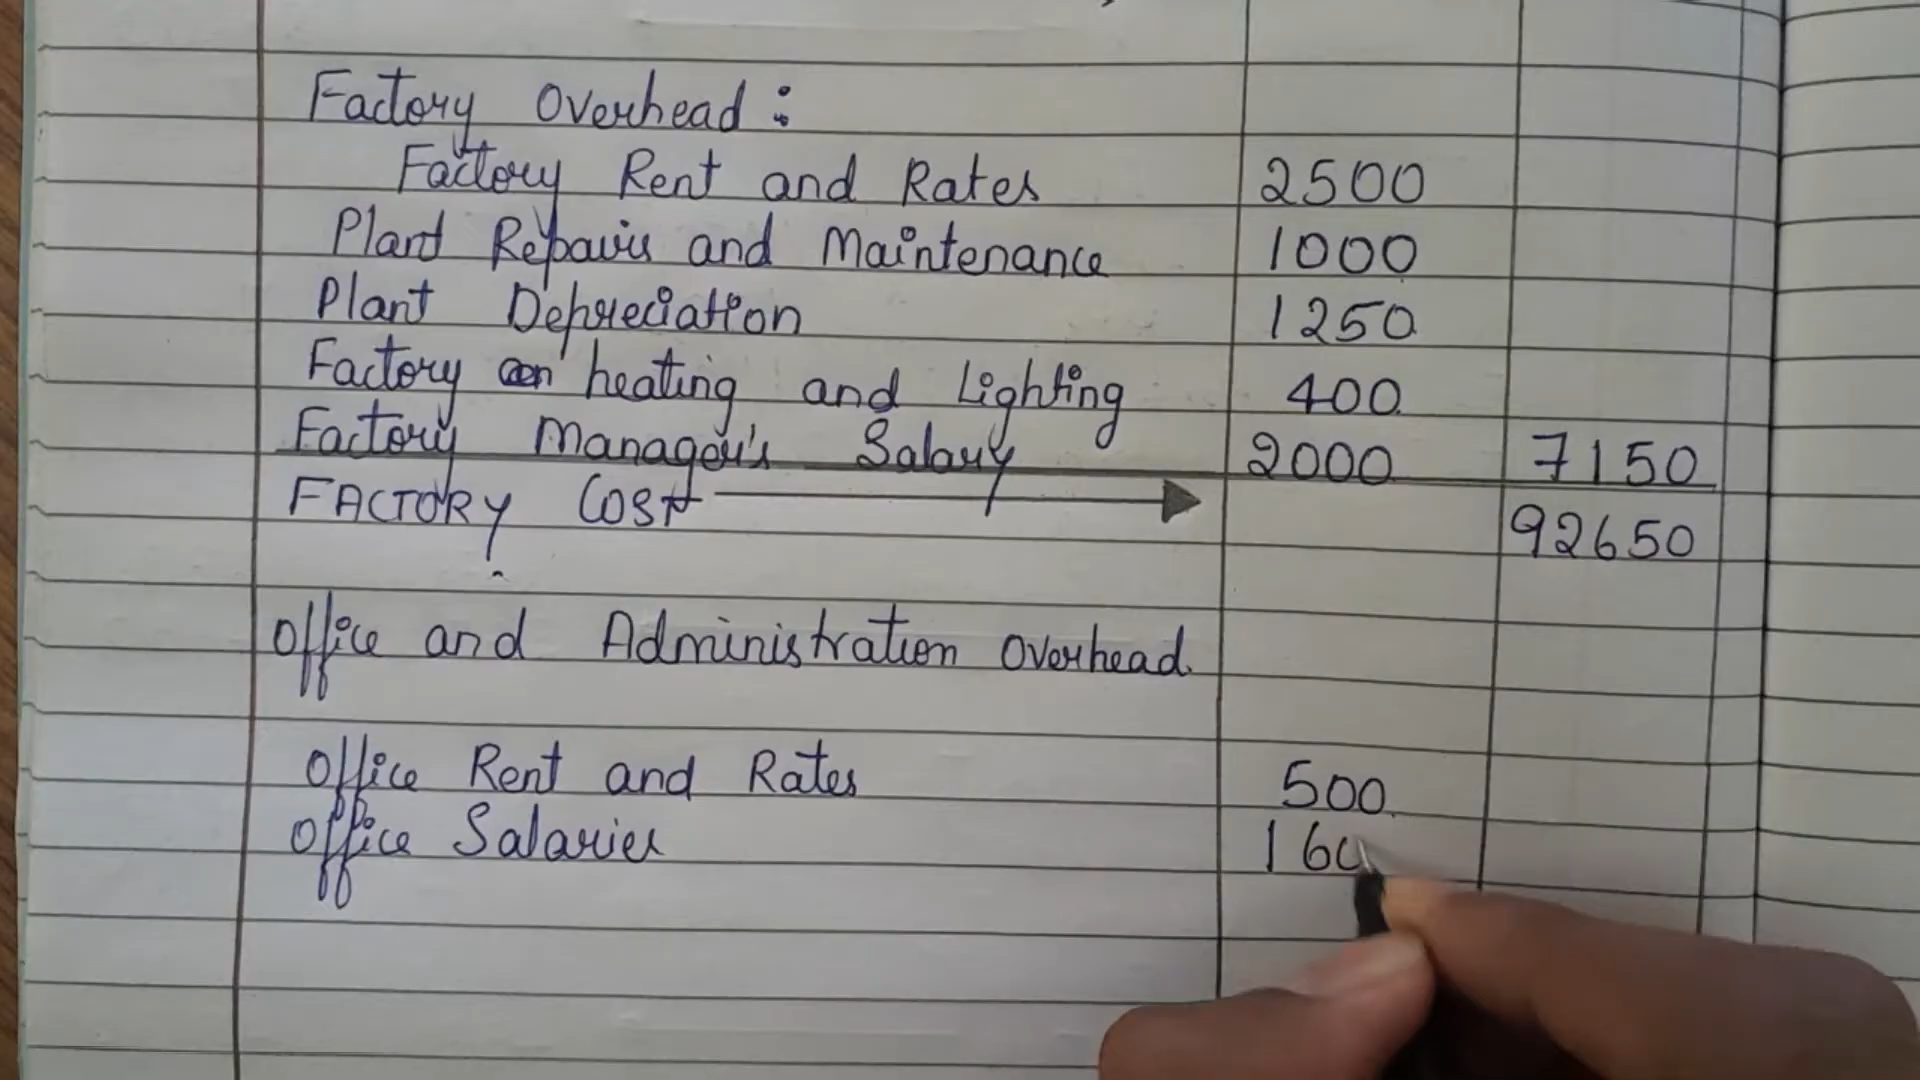 Factory Overhead :
Factory Rent and Rates 2500
Plant Repairs and Maintenance 1000
Plant Depreciation 1250
Factory heating and Lighting 400
Factory Manager's Salary 2000 7150
FACTORY COST 92650
Office and Administration Overhead.
Office Rent and Rates 500
Office Salaries 160